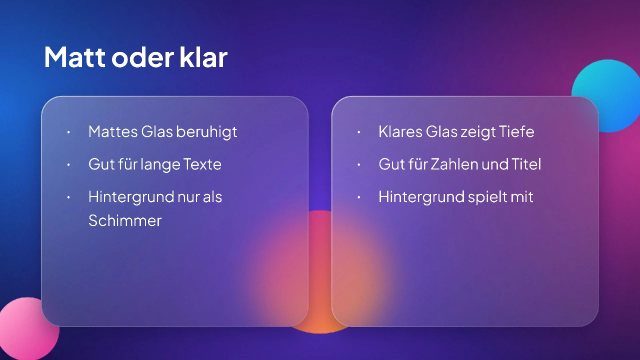 Matt oder klar
· Mattes Glas beruhigt
· Gut für lange Texte
· Hintergrund nur als
Schimmer
· Klares Glas zeigt Tiefe
· Gut für Zahlen und Titel
· Hintergrund spielt mit